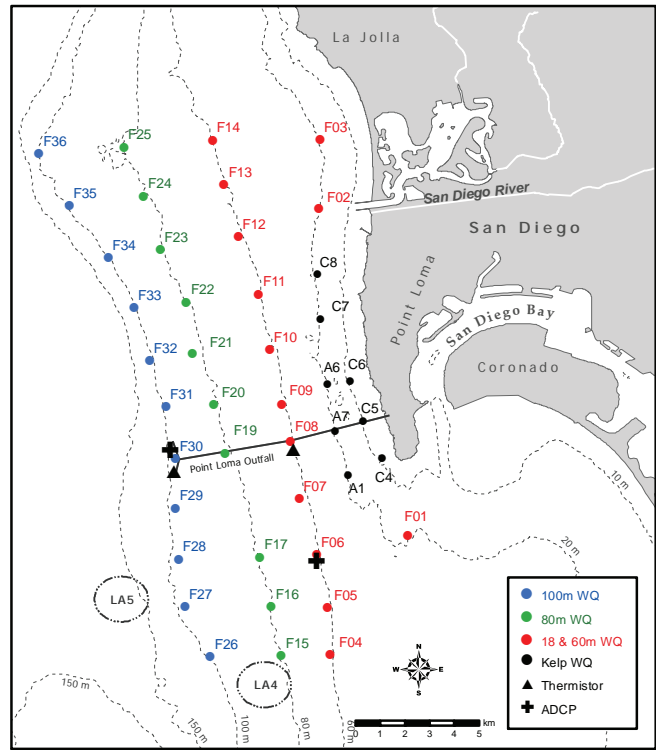 La Jolla
F14
F03
F25
F36
F13
F24
F02
San Diego River
F35
F12
San Diego
F23
F34
C8
F11
Point Loma
F22
F33
C7
San Diego Bay
F10
F21
F32
Coronado
A6
C6
F20
F31
F09
C5
A7
F19
F08
F30
Point Loma Outfall
C4
A1
F07
10 m
F29
F01
F06
20 m
F28
F17
LA5
F27
F16
F05
F26
F15
F04
LA4
150 m
150 m
100 m
80 m
60 m
N
W E
S
0 1 2 3 4 5
km
100m WQ
80m WQ
18 & 60m WQ
Kelp WQ
Thermistor
ADCP